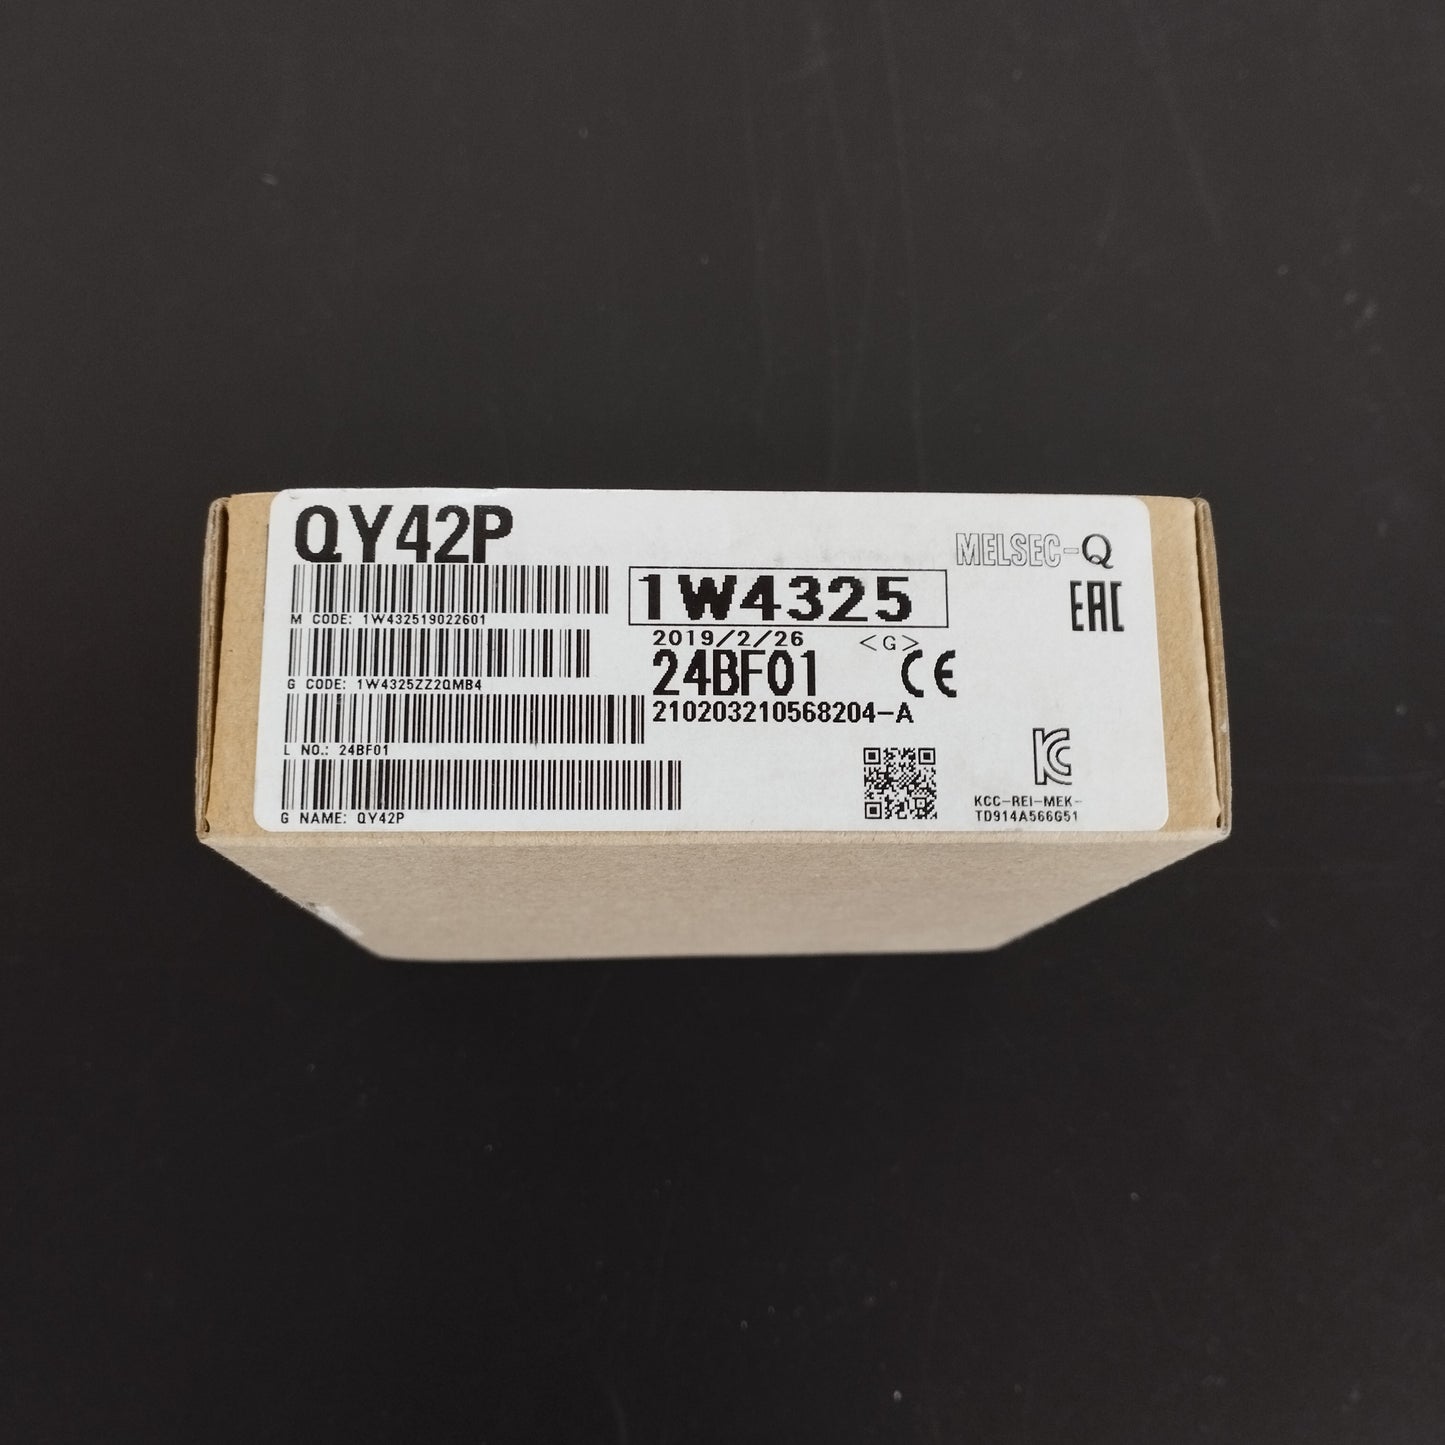 QY42P
MELSEC-Q
M CODE: 1W432519022601
1W4325
EAC
2019/2/26 <G>
G CODE: 1W4325ZZ2QMB4
24BF01 CE
210203210568204-A
L NO.: 24BF01
KC
KCC-REI-MEK-
TD914A566G51
G NAME: QY42P